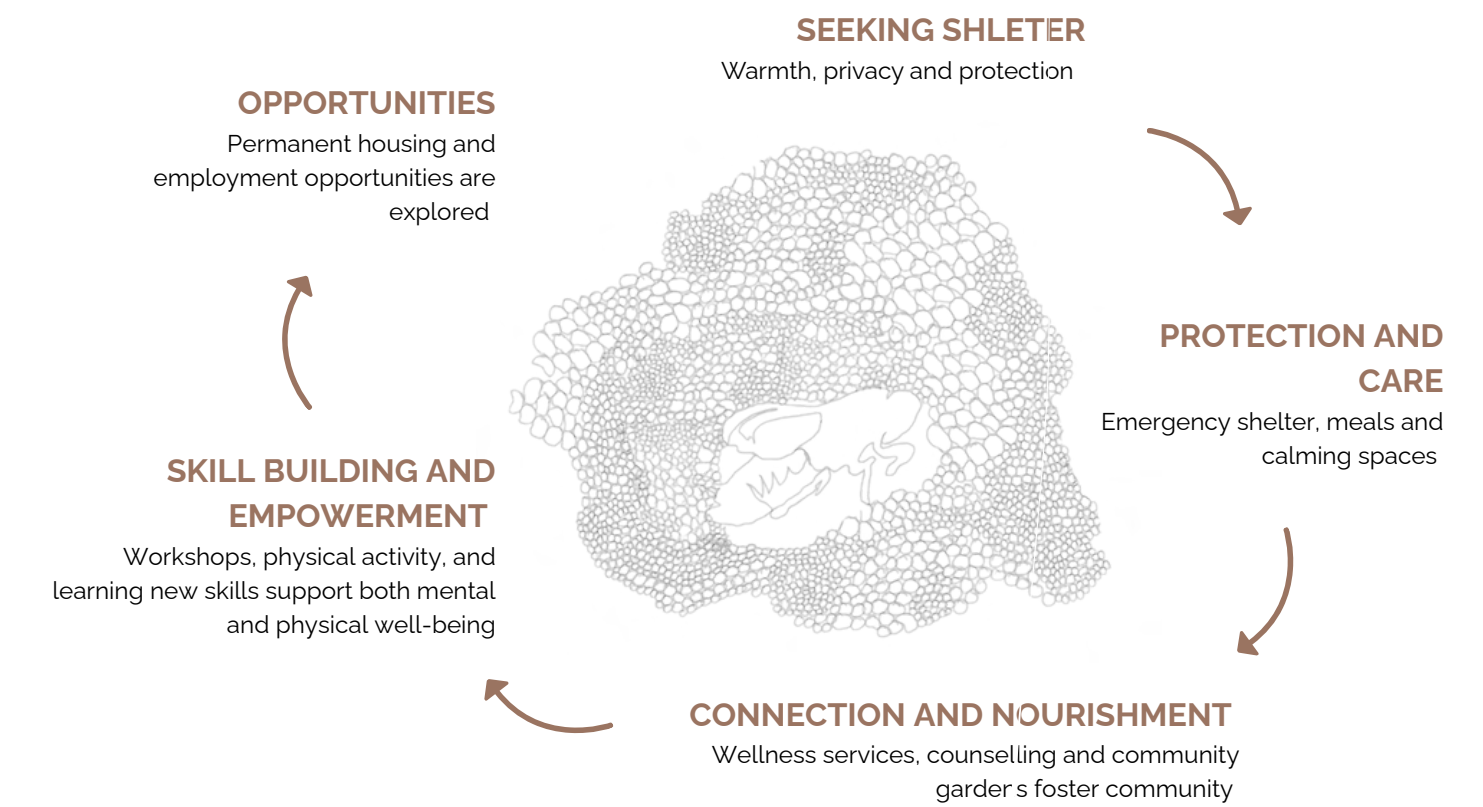 SEEKING SHLETER
Warmth, privacy and protection
PROTECTION AND
CARE
Emergency shelter, meals and
calming spaces
CONNECTION AND NOURISHMENT
Wellness services, counselling and community
gardens foster community
SKILL BUILDING AND
EMPOWERMENT
Workshops, physical activity, and
learning new skills support both mental
and physical well-being
OPPORTUNITIES
Permanent housing and
employment opportunities are
explored